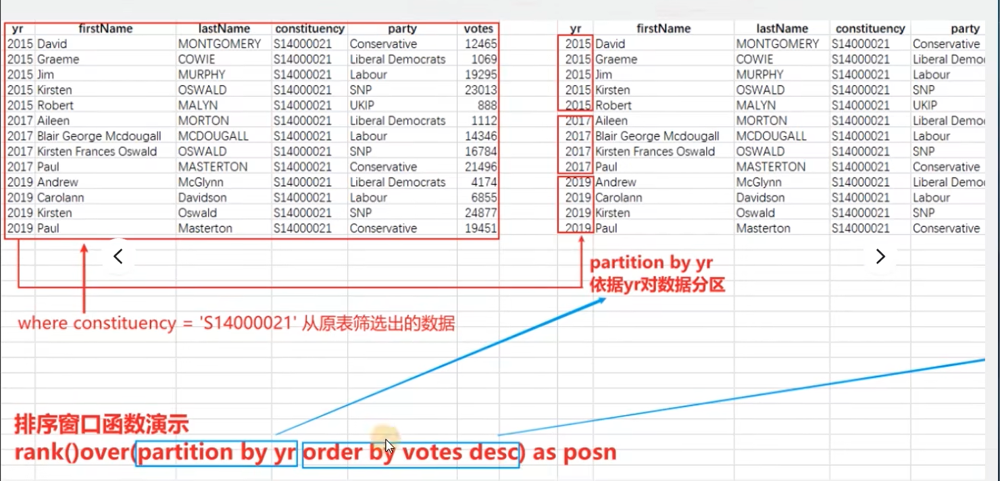 yr firstName lastName constituency party votes
2015 David MONTGOMERY S14000021 Conservative 12465
2015 Graeme COWIE S14000021 Liberal Democrats 1069
2015 Jim MURPHY S14000021 Labour 19295
2015 Kirsten OSWALD S14000021 SNP 23013
2015 Robert MALYN S14000021 UKIP 888
2017 Aileen MORTON S14000021 Liberal Democrats 1112
2017 Blair George Mcdougall MCDOUGALL S14000021 Labour 14346
2017 Kirsten Frances Oswald OSWALD S14000021 SNP 16784
2017 Paul MASTERTON S14000021 Conservative 21496
2019 Andrew McGlynn S14000021 Liberal Democrats 4174
2019 Carolann Davidson S14000021 Labour 6855
2019 Kirsten Oswald S14000021 SNP 24877
2019 Paul Masterton S14000021 Conservative 19451
yr firstName lastName constituency party
2015 David MONTGOMERY S14000021 Conservative
2015 Graeme COWIE S14000021 Liberal Demo
2015 Jim MURPHY S14000021 Labour
2015 Kirsten OSWALD S14000021 SNP
2015 Robert MALYN S14000021 UKIP
2017 Aileen MORTON S14000021 Liberal Demo
2017 Blair George Mcdougall MCDOUGALL S14000021 Labour
2017 Kirsten Frances Oswald OSWALD S14000021 SNP
2017 Paul MASTERTON S14000021 Conservative
2019 Andrew McGlynn S14000021 Liberal Demo
2019 Carolann Davidson S14000021 Labour
2019 Kirsten Oswald S14000021 SNP
2019 Paul Masterton S14000021 Conservative
partition by yr
依据yr对数据分区
where constituency = 'S14000021' 从原表筛选出的数据
排序窗口函数演示
rank()over(partition by yr order by votes desc) as posn